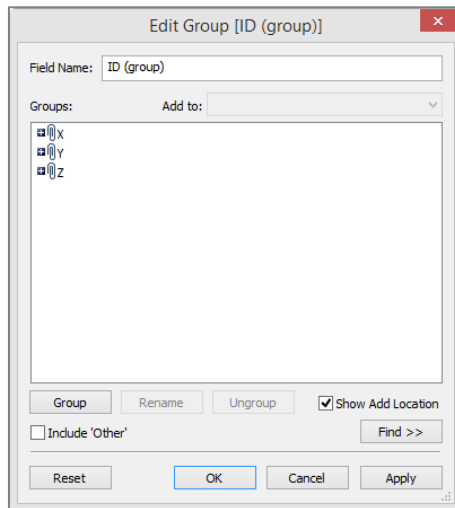 Edit Group [ID (group)]
Field Name: ID (group)
Groups: Add to:
X
Y
Z
Group Rename Ungroup Show Add Location
Include 'Other' Find >>
Reset OK Cancel Apply